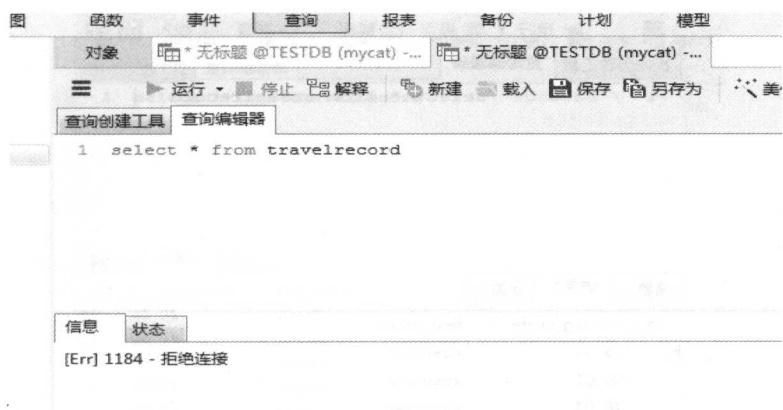 图 函数 事件 查询 报表 备份 计划 模型
对象 * 无标题 @TESTDB (mycat) -... * 无标题 @TESTDB (mycat) -...
运行 停止 解释 新建 载入 保存 另存为 美
查询创建工具 查询编辑器
1 select * from travelrecord
信息 状态
[Err] 1184 - 拒绝连接